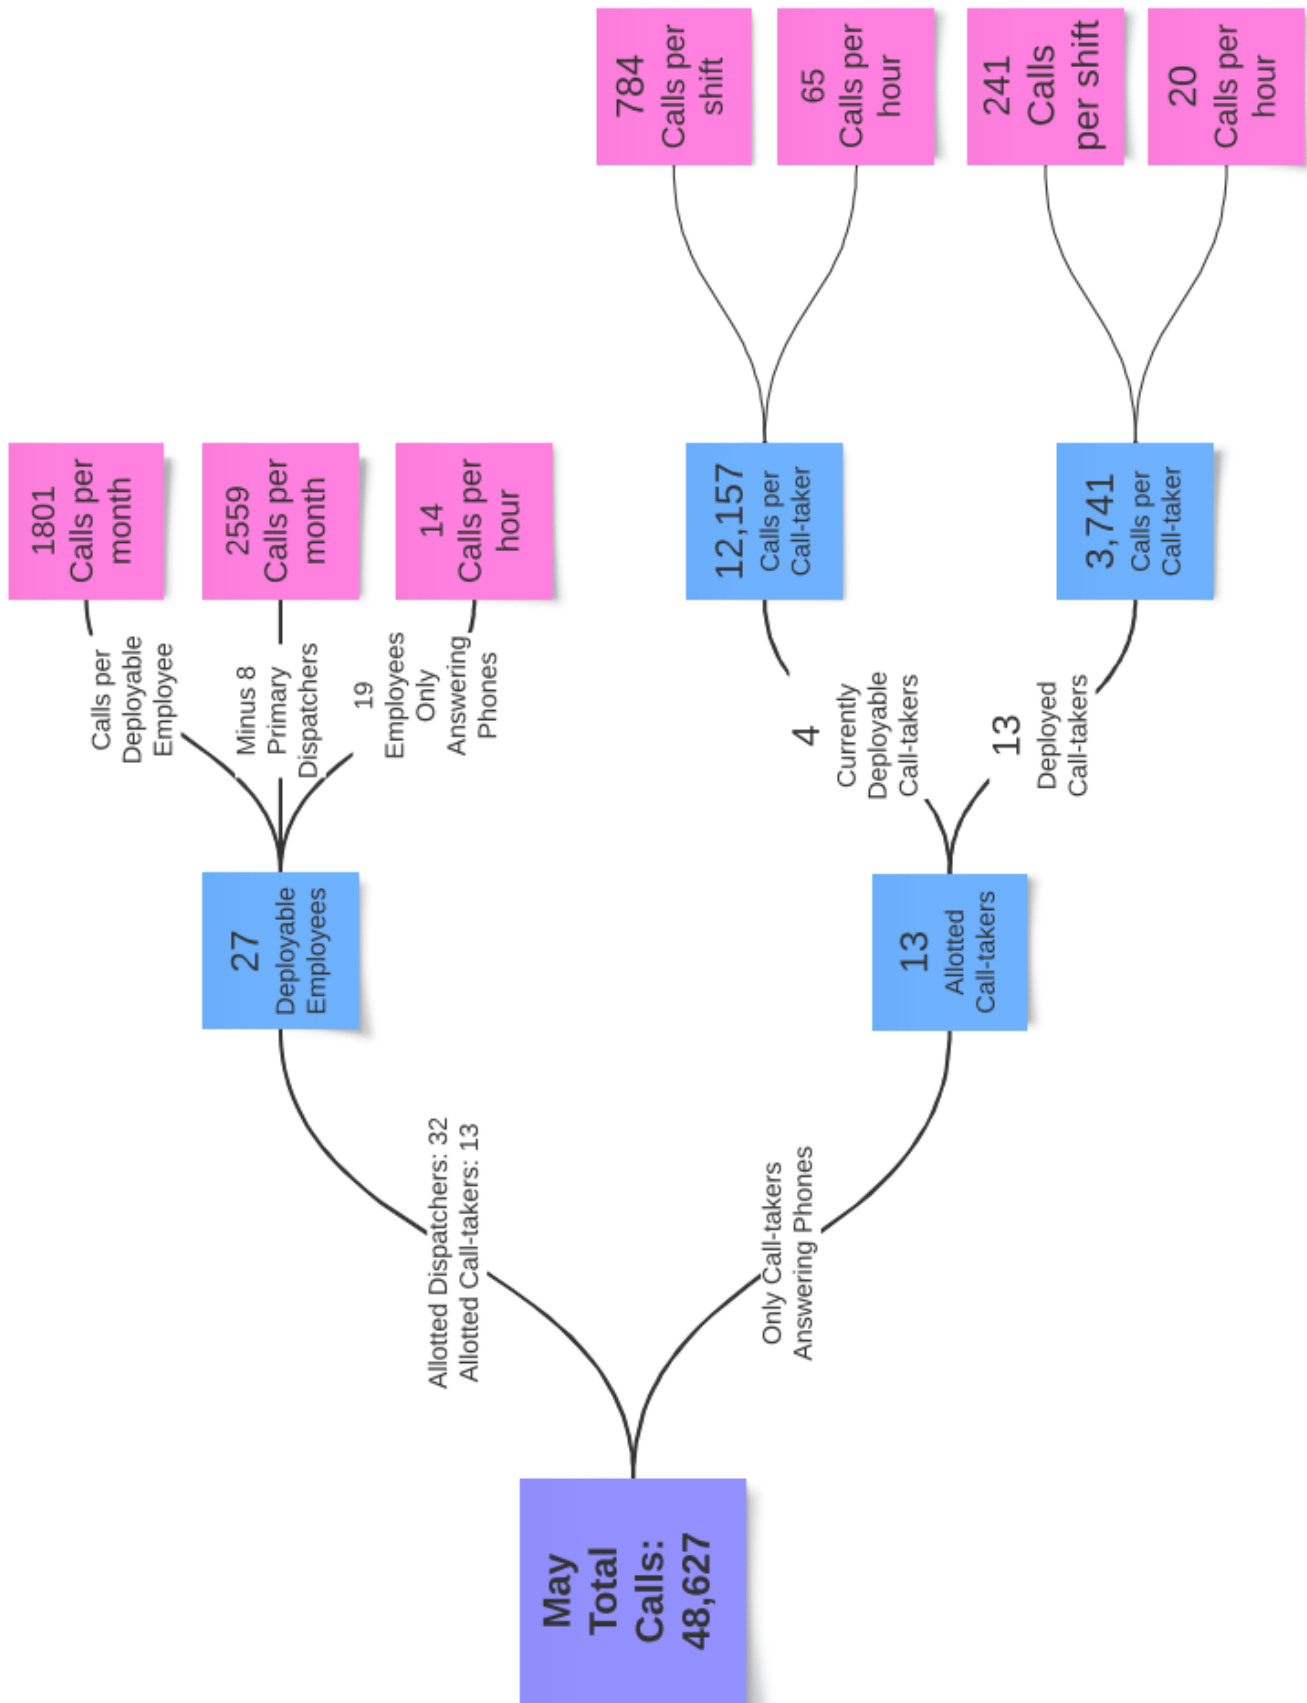 May
Total
Calls:
48,627
Allotted Dispatchers: 32
Allotted Call-takers: 13
27
Deployable
Employees
Calls per
Deployable
Employee
1801
Calls per
month
Minus 8
Primary
Dispatchers
2559
Calls per
month
19
Employees
Only
Answering
Phones
14
Calls per
hour
Only Call-takers
Answering Phones
13
Allotted
Call-takers
4
Currently
Deployable
Call-takers
12,157
Calls per
Call-taker
784
Calls per
shift
65
Calls per
hour
13
Deployed
Call-takers
3,741
Calls per
Call-taker
241
Calls
per shift
20
Calls per
hour